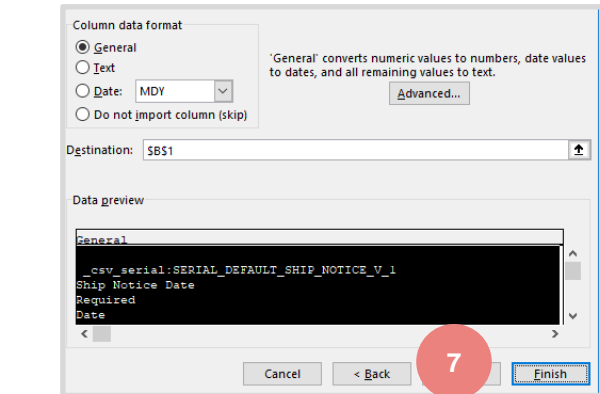 Column data format
General
Text
Date: MDY
Do not import column (skip)
'General' converts numeric values to numbers, date values
to dates, and all remaining values to text.
Advanced...
Destination: $B$1
Data preview
General
_csv_serial:SERIAL_DEFAULT_SHIP_NOTICE_V_1
Ship Notice Date
Required
Date
Cancel < Back 7 Finish